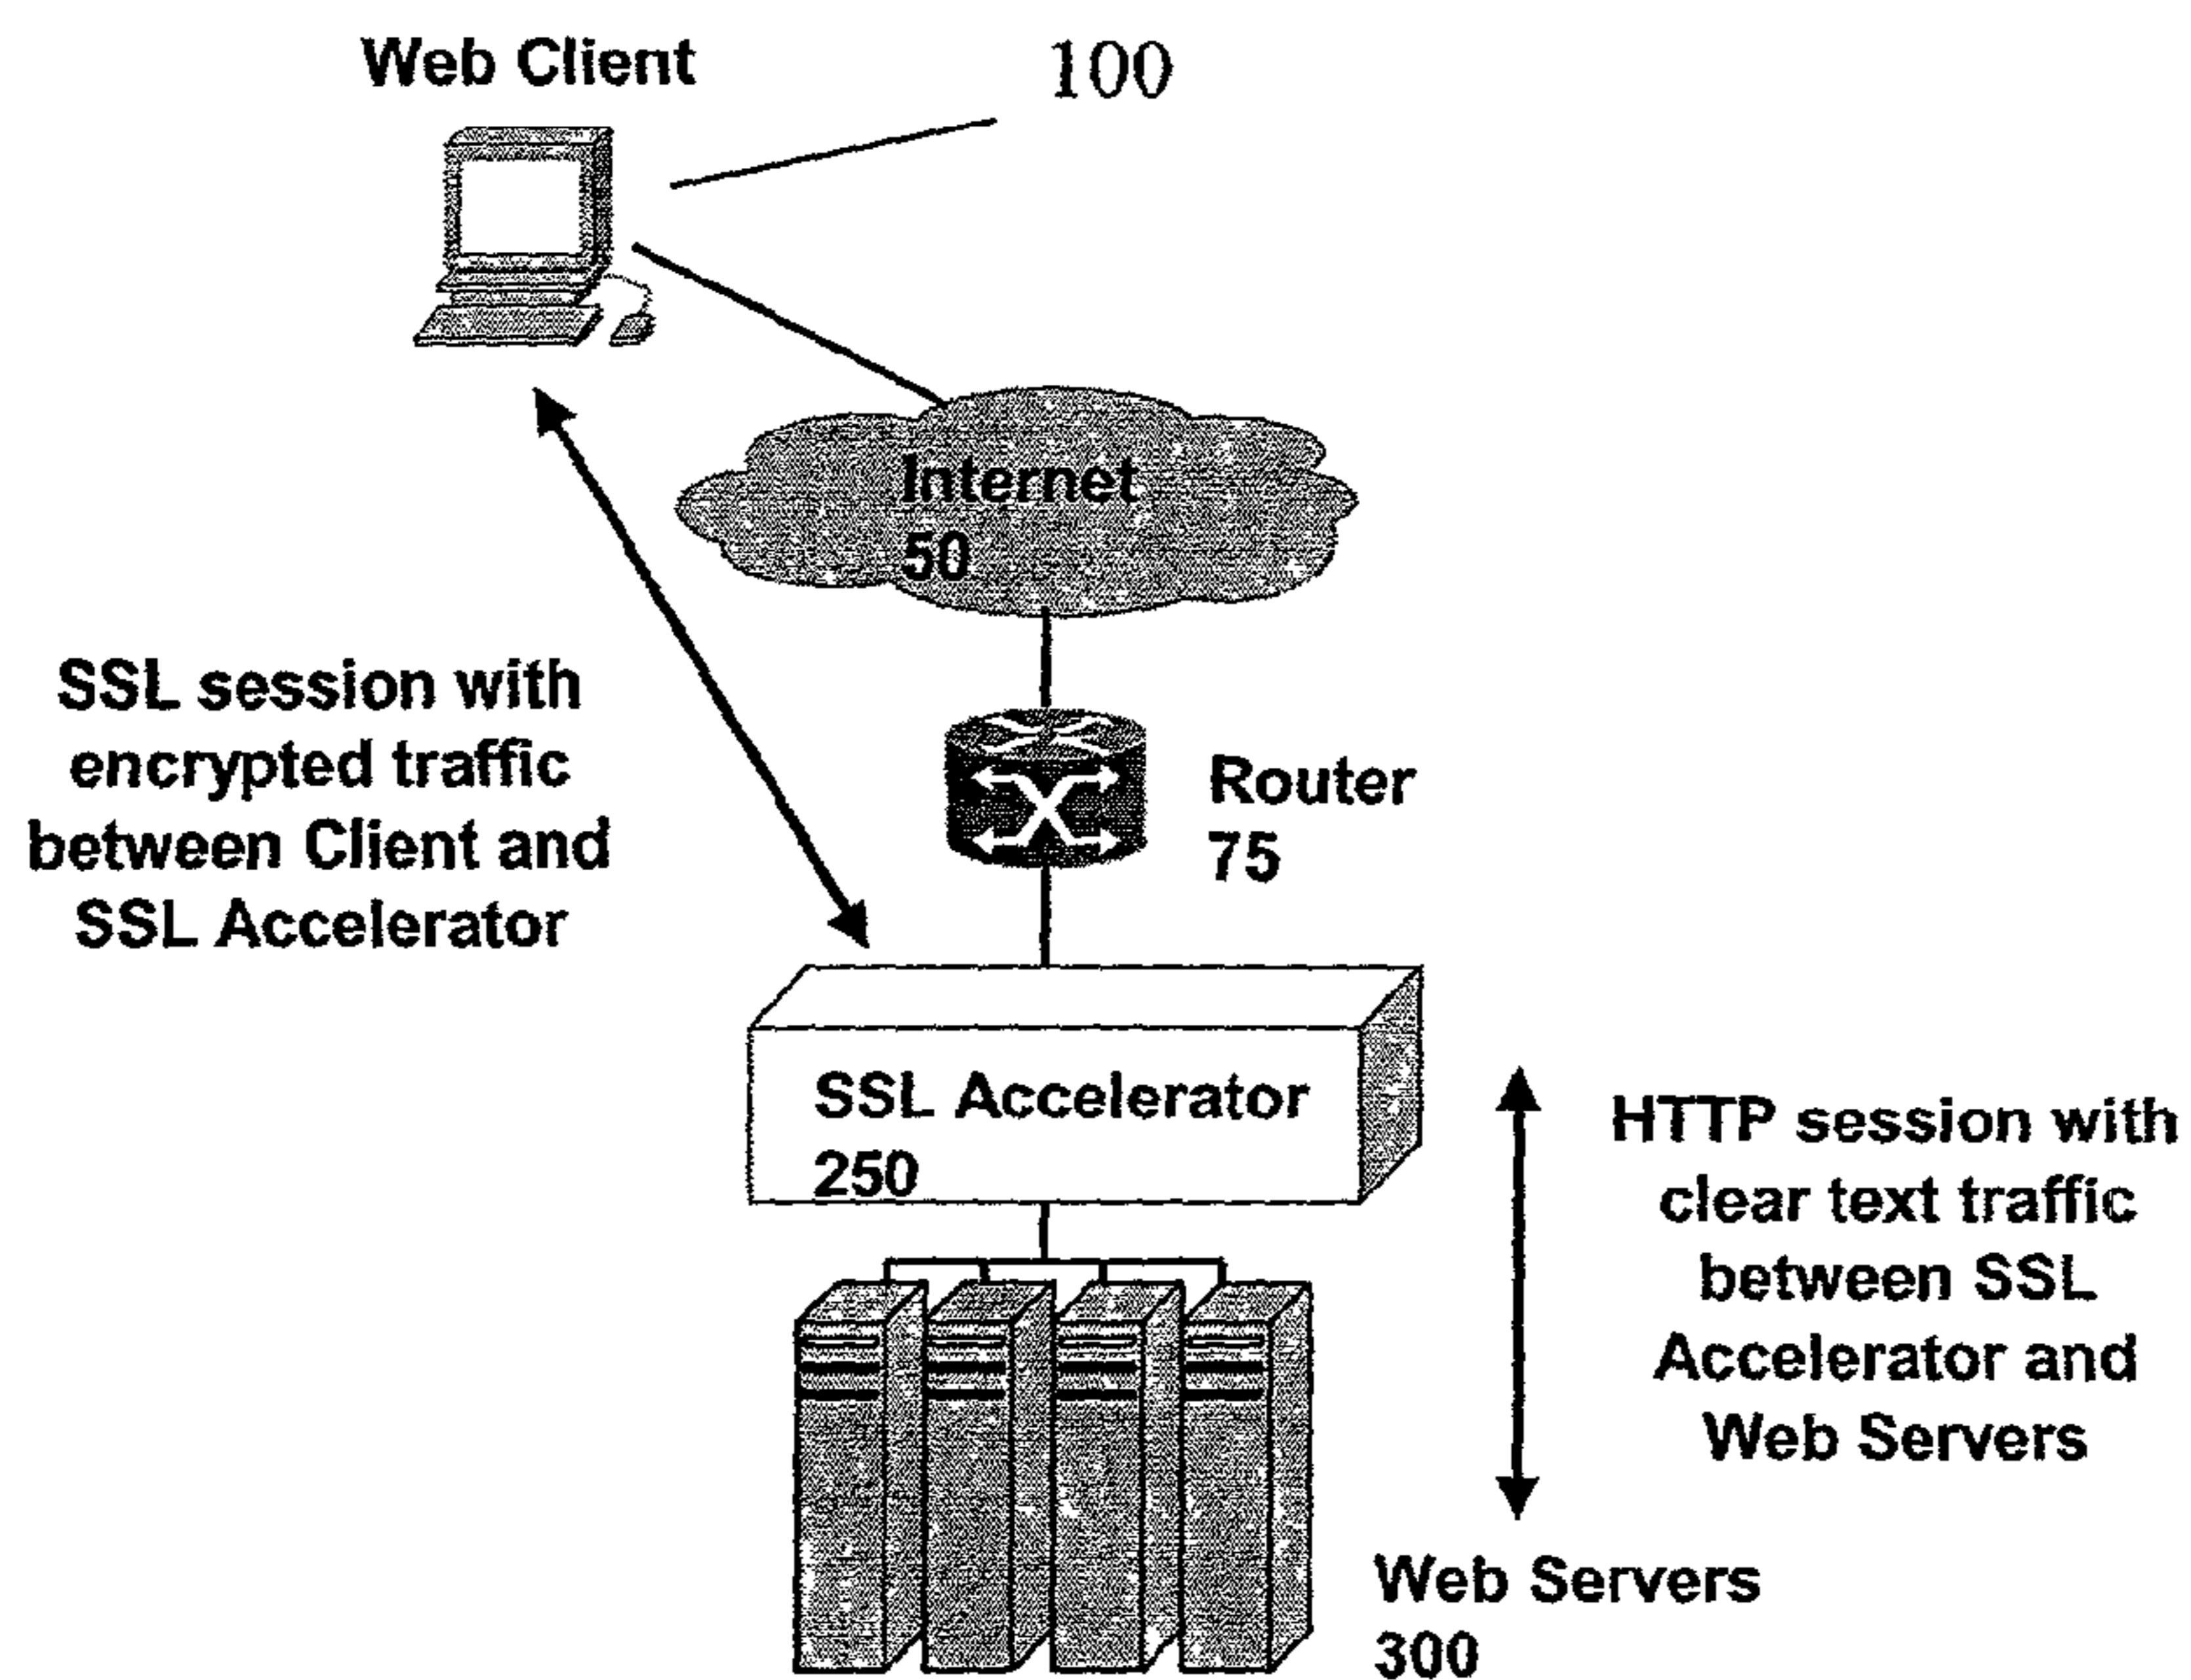 Web Client
100
Internet
50
SSL session with
encrypted traffic
between Client and
SSL Accelerator
Router
75
SSL Accelerator
250
HTTP session with
clear text traffic
between SSL
Accelerator and
Web Servers
Web Servers
300